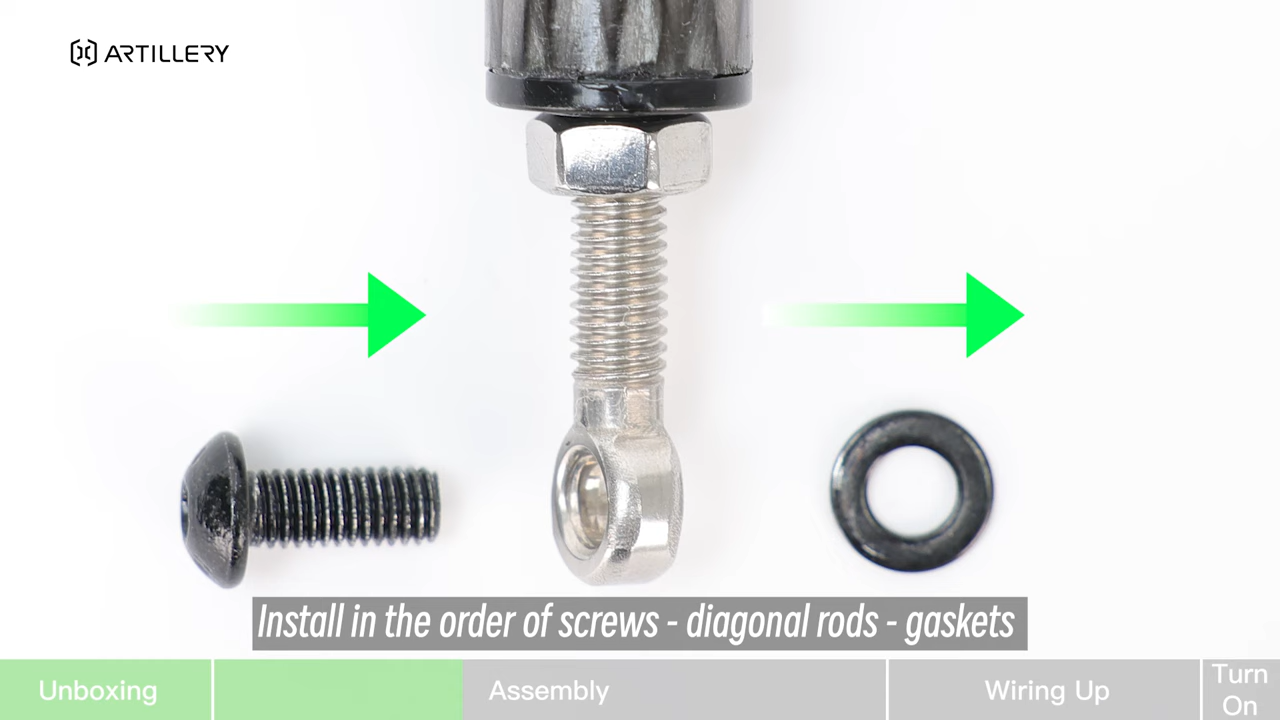 ARTILLERY
Install in the order of screws - diagonal rods - gaskets
Unboxing
Assembly
Wiring Up
Turn
On